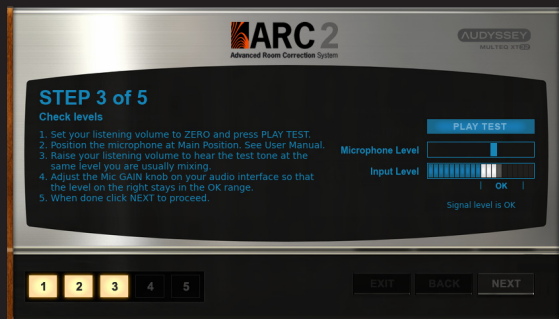 ARC 2
Advanced Room Correction System
AUDYSSEY
MULTEQ XT32
STEP 3 of 5
Check levels
1. Set your listening volume to ZERO and press PLAY TEST.
2. Position the microphone at Main Position. See User Manual.
3. Raise your listening volume to hear the test tone at the
same level you are usually mixing.
4. Adjust the Mic GAIN knob on your audio interface so that
the level on the right stays in the OK range.
5. When done click NEXT to proceed.
PLAY TEST
Microphone Level
Input Level
OK
Signal level is OK
1 2 3 4 5
EXIT BACK NEXT